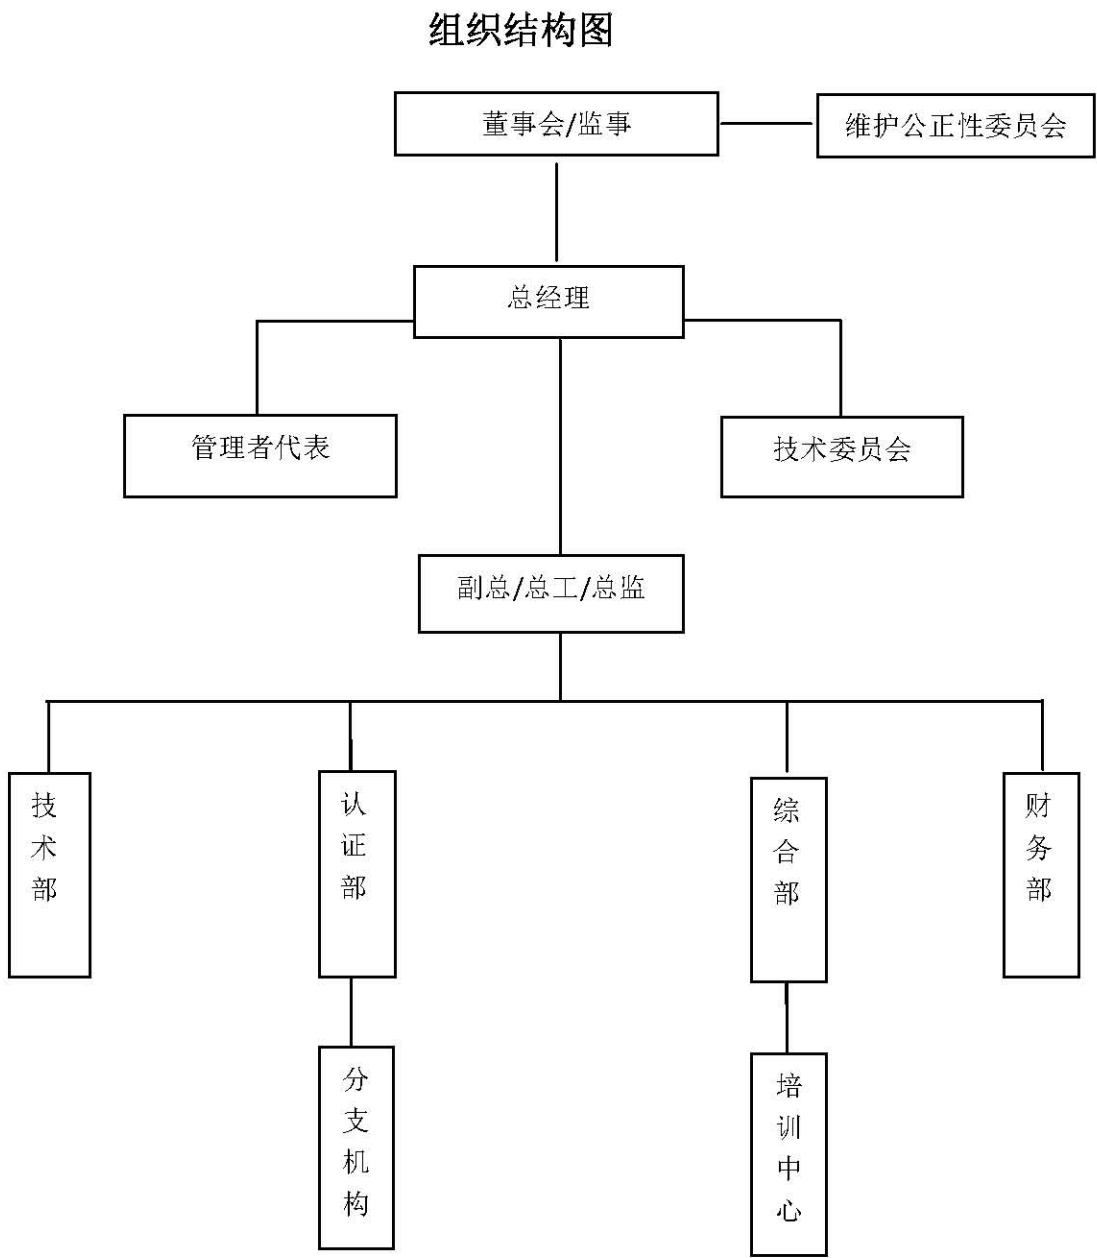 组织结构图
董事会/监事
维护公正性委员会
总经理
管理者代表
技术委员会
副总/总工/总监
技术部
认证部
综合部
财务部
分支机构
培训中心